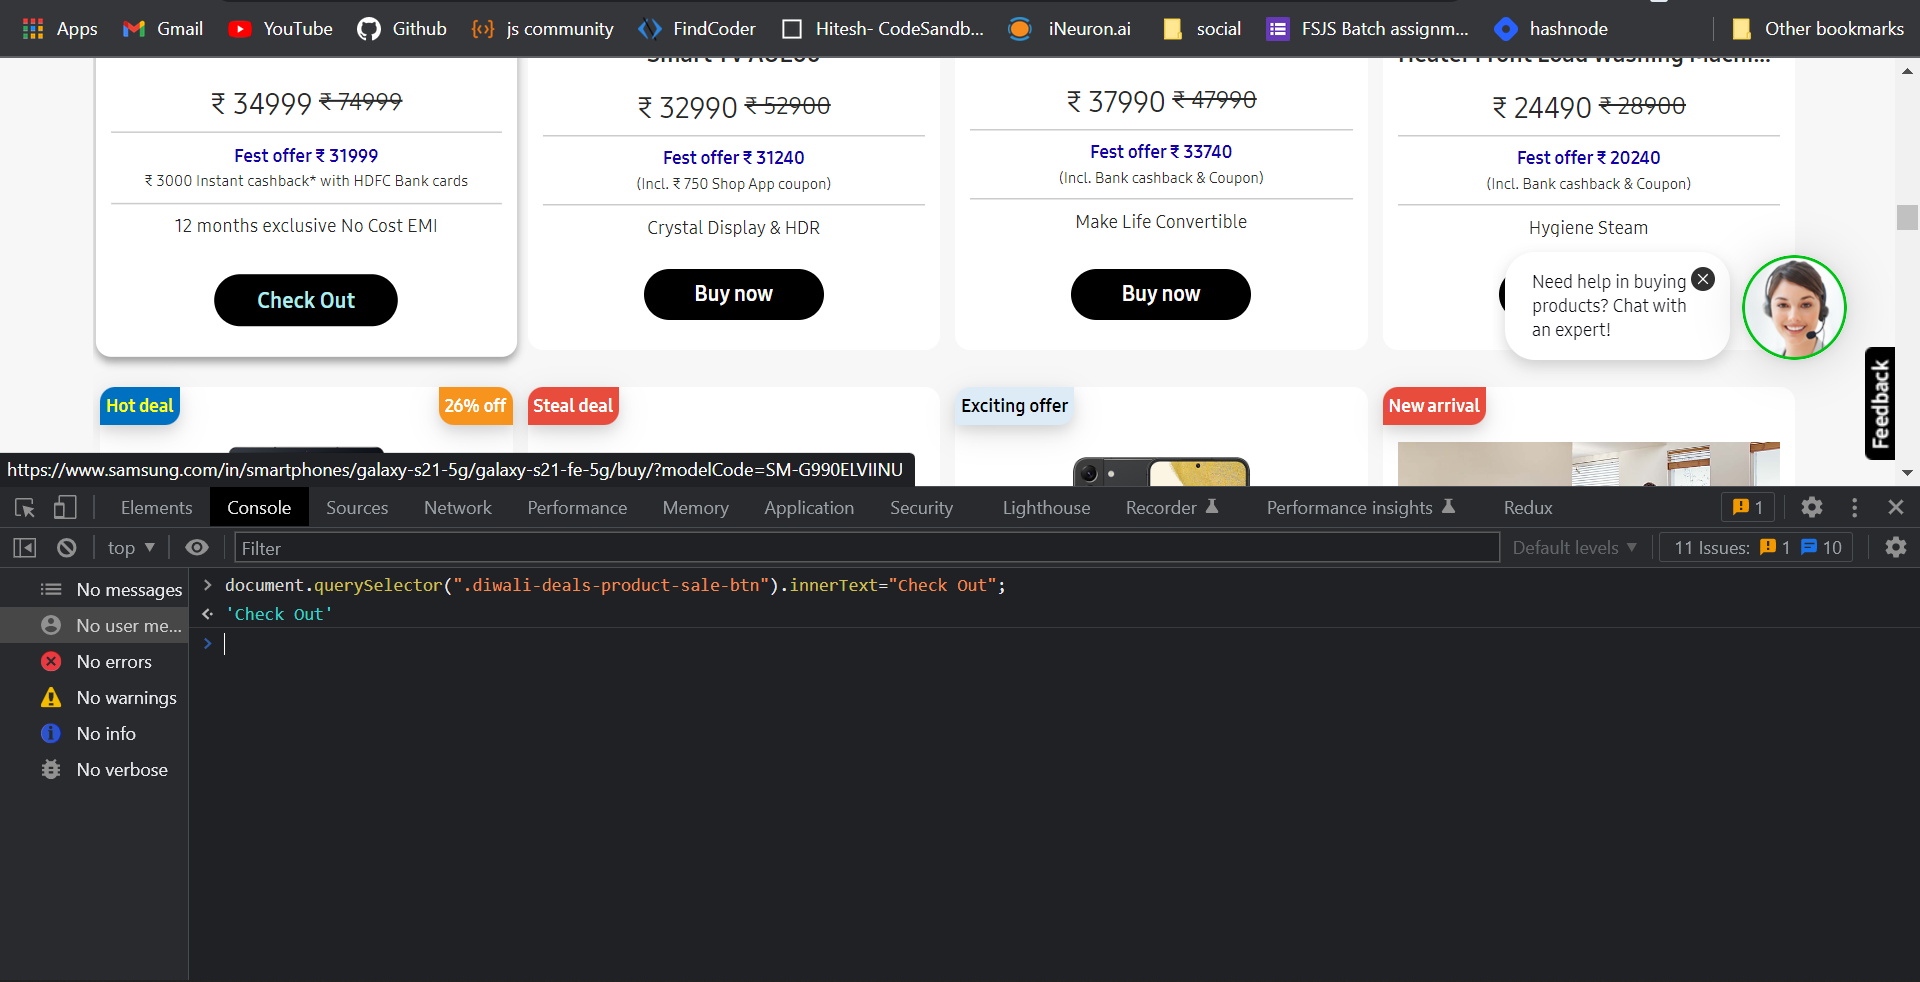 Apps Gmail YouTube Github js community FindCoder Hitesh- CodeSandb... iNeuron.ai social FSJS Batch assignm... hashnode Other bookmarks
₹ 34999 ₹ 74999
Fest offer ₹ 31999
₹ 3000 Instant cashback* with HDFC Bank cards
12 months exclusive No Cost EMI
Check Out
Smart TV AUE60
₹ 32990 ₹ 52900
Fest offer ₹ 31240
(Incl. ₹ 750 Shop App coupon)
Crystal Display & HDR
Buy now
₹ 37990 ₹ 47990
Fest offer ₹ 33740
(Incl. Bank cashback & Coupon)
Make Life Convertible
Buy now
Heater Front Load Washing Machi...
₹ 24490 ₹ 28900
Fest offer ₹ 20240
(Incl. Bank cashback & Coupon)
Hygiene Steam
Need help in buying
products? Chat with
an expert!
Feedback
Hot deal 26% off Steal deal Exciting offer New arrival
https://www.samsung.com/in/smartphones/galaxy-s21-5g/galaxy-s21-fe-5g/buy/?modelCode=SM-G990ELVIINU
Elements Console Sources Network Performance Memory Application Security Lighthouse Recorder Performance insights Redux 1
top Filter Default levels 11 Issues: 1 10
No messages
No user me...
No errors
No warnings
No info
No verbose
document.querySelector(".diwali-deals-product-sale-btn").innerText="Check Out";
'Check Out'